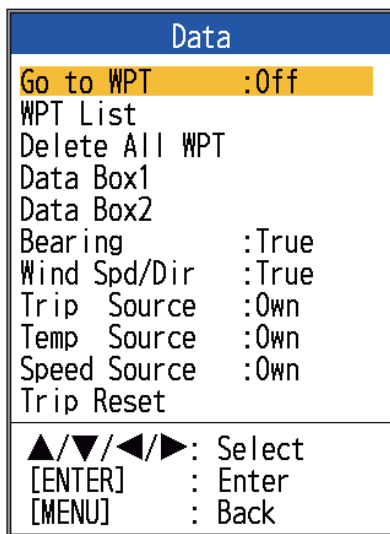 Data
Go to WPT :Off
WPT List
Delete All WPT
Data Box1
Data Box2
Bearing :True
Wind Spd/Dir :True
Trip Source :Own
Temp Source :Own
Speed Source :Own
Trip Reset
▲/▼/◀/▶: Select
[ENTER] : Enter
[MENU] : Back